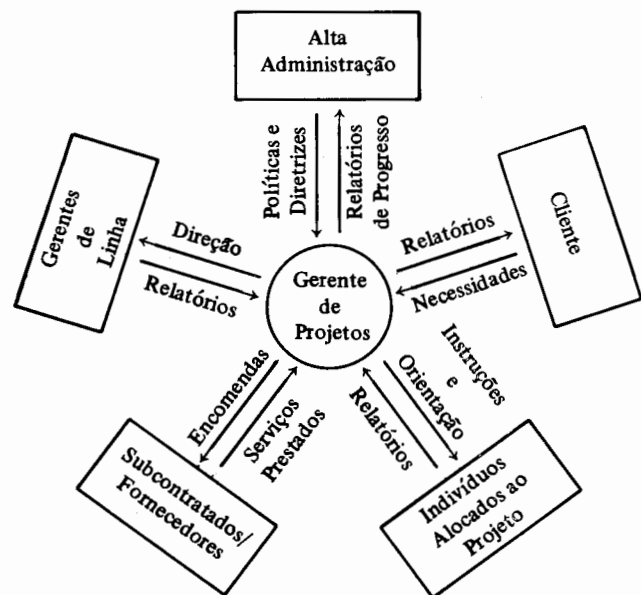 Alta
Administração
Políticas e
Diretrizes
Relatórios
de Progresso
Gerentes
de
Linha
Cliente
Direção
Relatórios
Relatórios
Necessidades
Gerente
de
Projetos
Encomendas
Serviços
Prestados
Instruções
e
Orientação
Relatórios
Subcontratados/
Fornecedores
Indivíduos
Alocados ao
Projeto